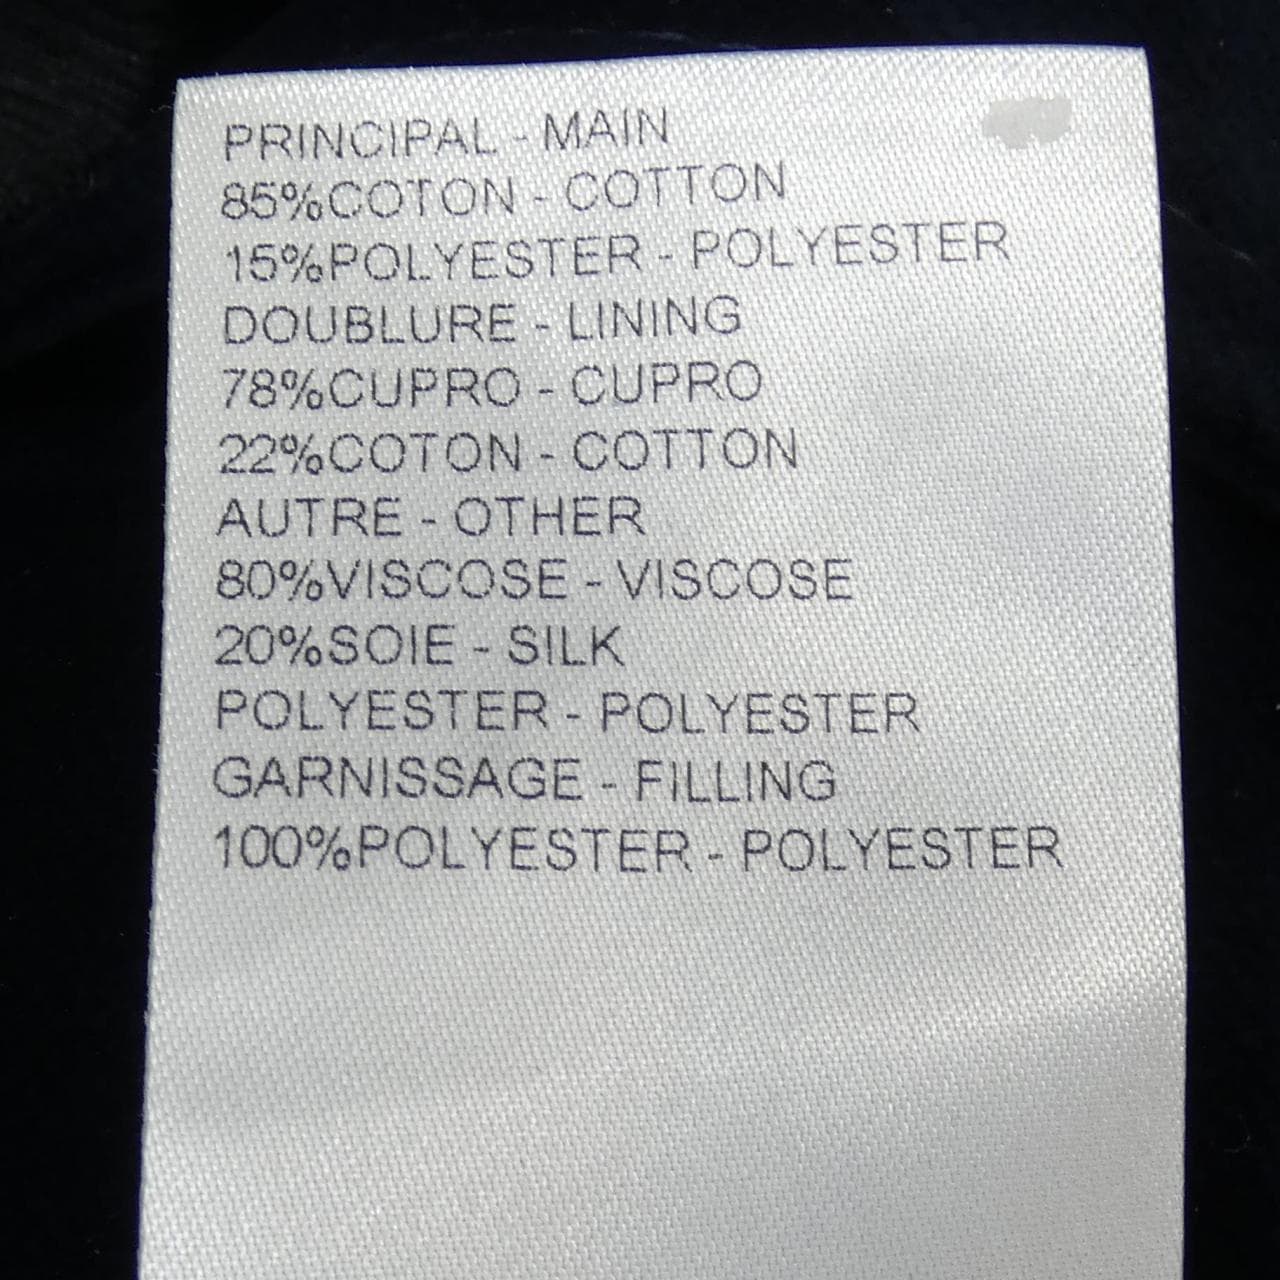 PRINCIPAL - MAIN
85%COTON - COTTON
15%POLYESTER - POLYESTER
DOUBLURE - LINING
78%CUPRO - CUPRO
22%COTON - COTTON
AUTRE - OTHER
80%VISCOSE - VISCOSE
20%SOIE - SILK
POLYESTER - POLYESTER
GARNISSAGE - FILLING
100%POLYESTER - POLYESTER